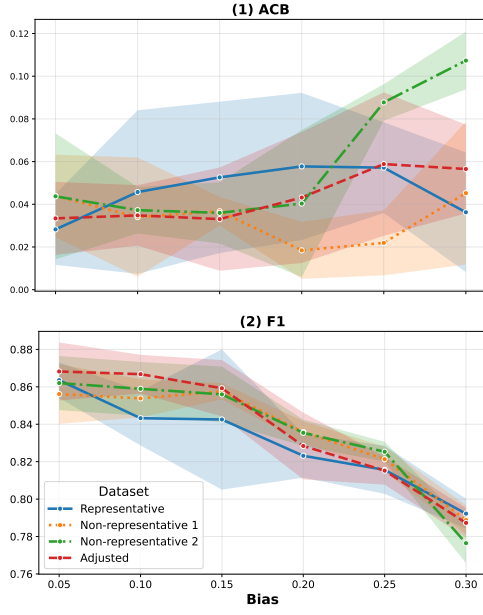 (1) ACB
0.12
0.10
0.08
0.06
0.04
0.02
0.00
(2) F1
0.88
0.86
0.84
0.82
0.80
0.78
0.76
Dataset
Representative
Non-representative 1
Non-representative 2
Adjusted
0.05 0.10 0.15 0.20 0.25 0.30
Bias